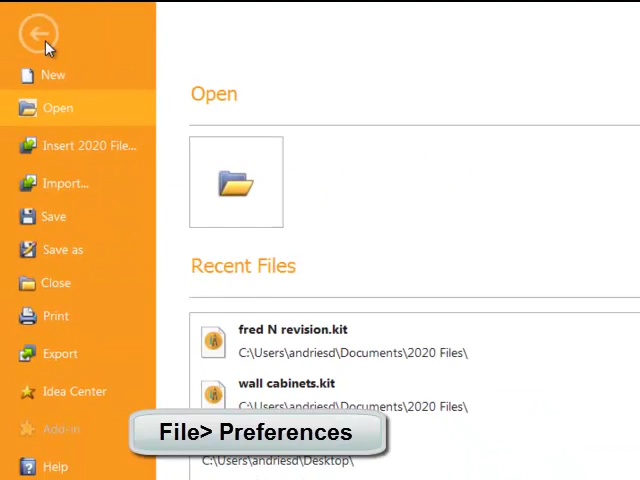 New
Open
Insert 2020 File...
Import...
Save
Save as
Close
Print
Export
Idea Center
Add-in
Help
Open
Recent Files
fred N revision.kit
C:\Users\andriesd\Documents\2020 Files\
wall cabinets.kit
C:\Users\andriesd\Documents\2020 Files\
C:\Users\andriesd\Desktop\
File> Preferences